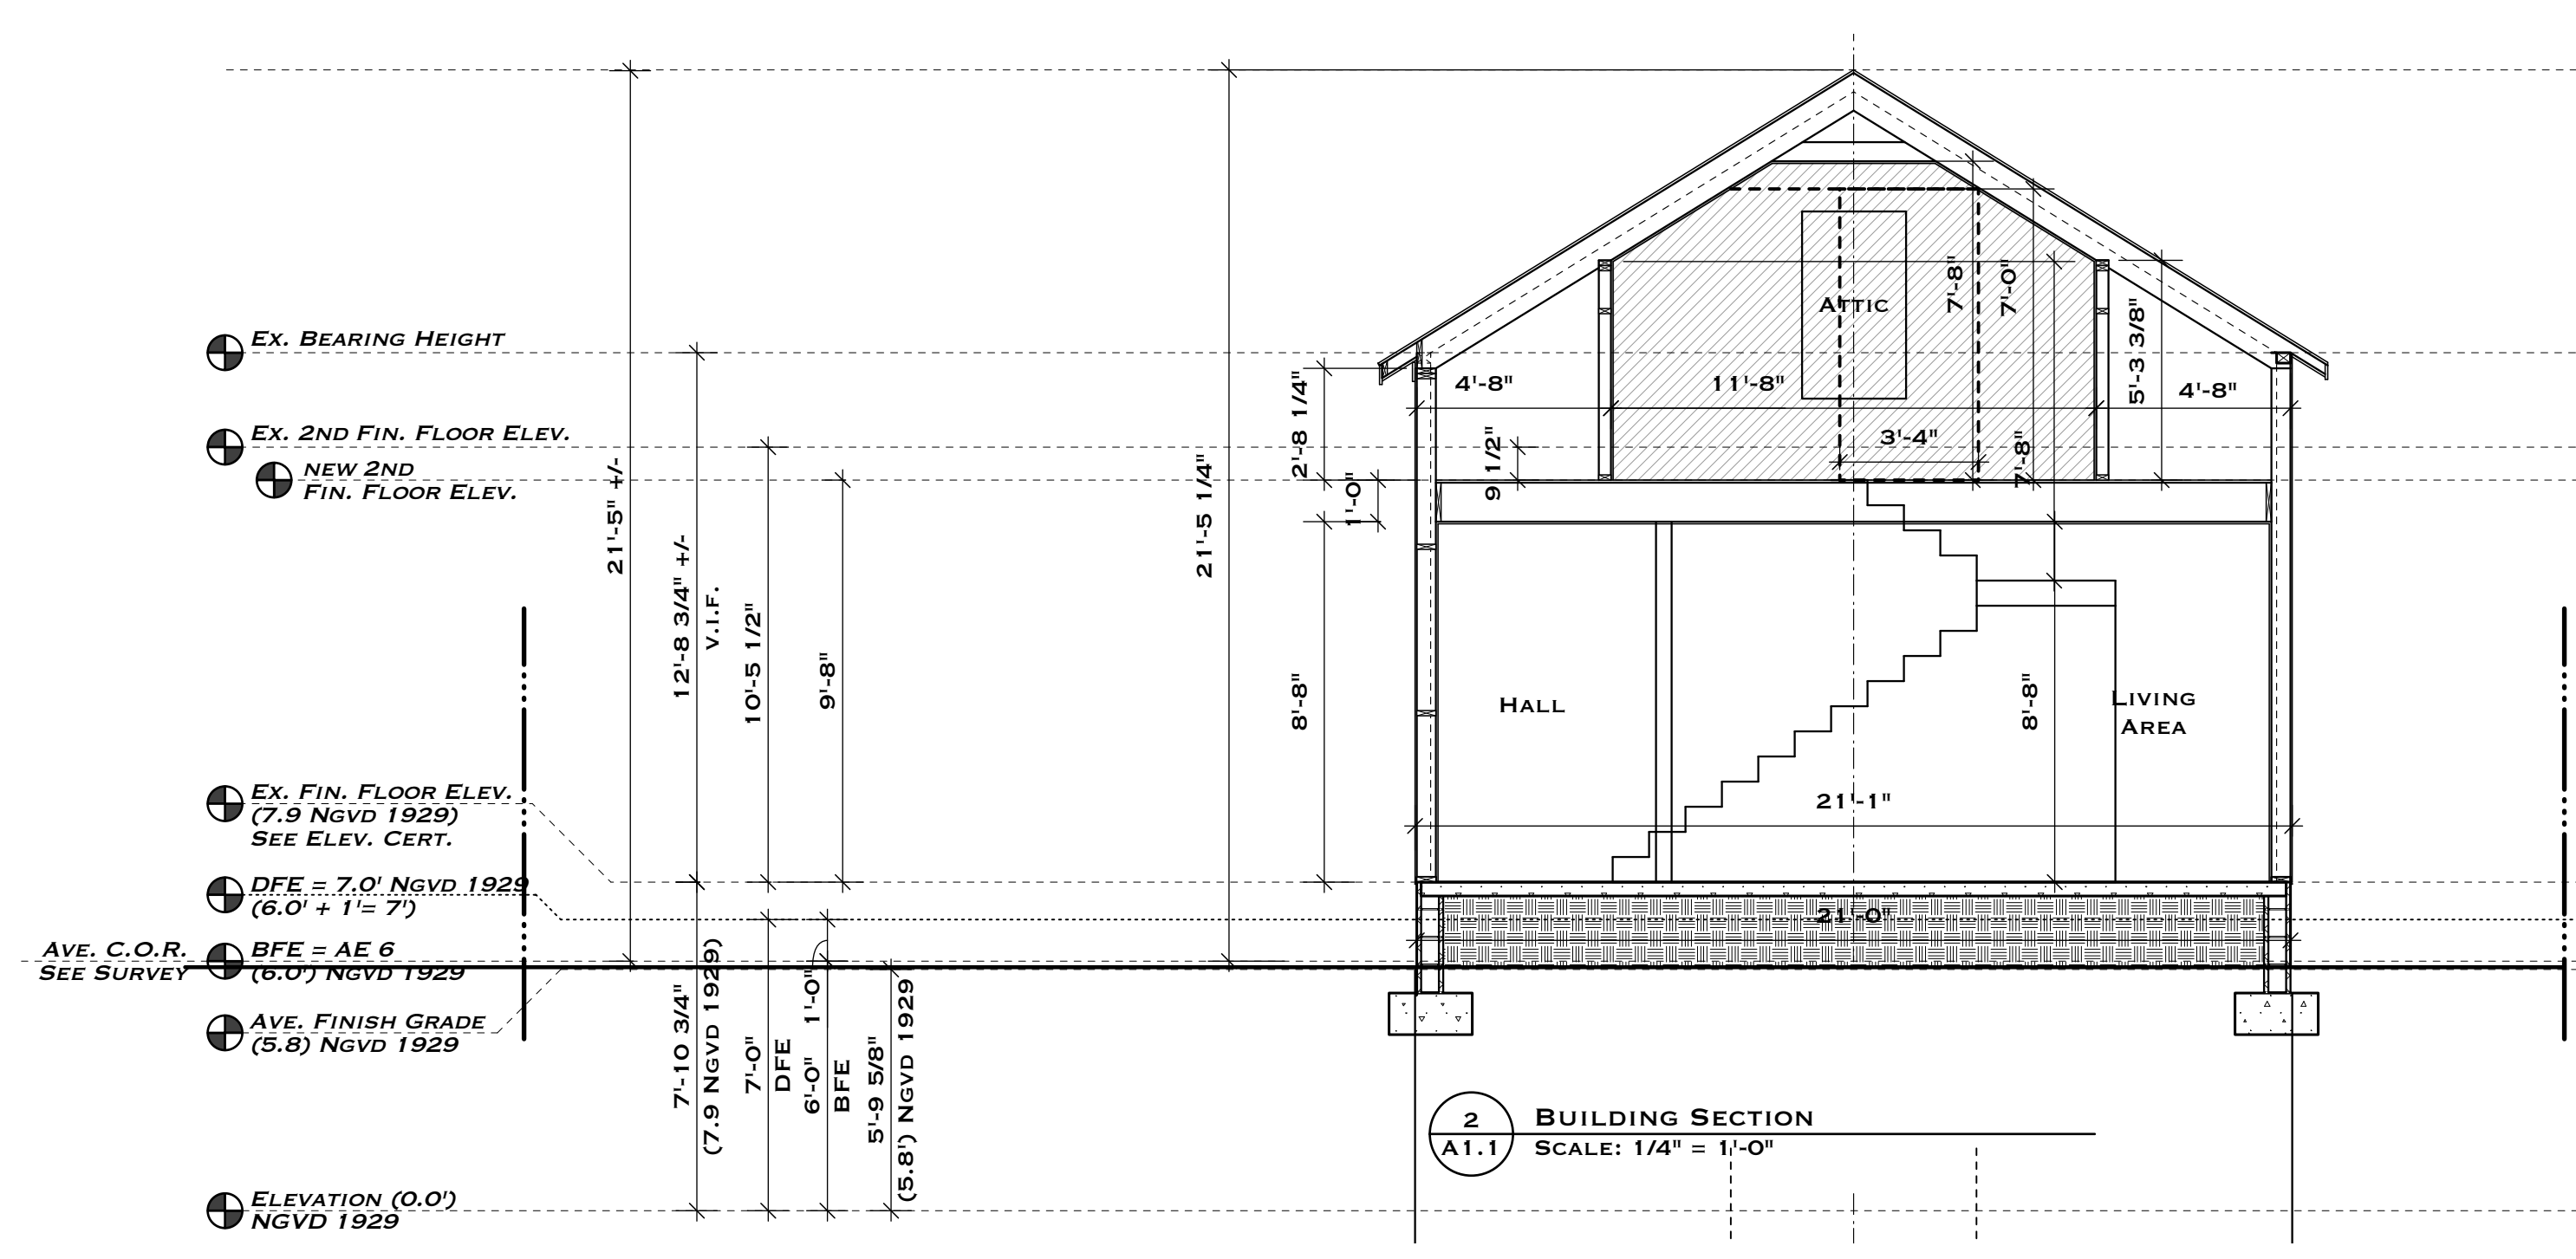 Ex. Bearing Height
Ex. 2nd Fin. Floor Elev.
new 2nd
Fin. Floor Elev.
Ex. Fin. Floor Elev.
(7.9 Ngvd 1929)
See Elev. Cert.
DFE = 7.0' Ngvd 1929
(6.0' + 1'= 7')
Ave. C.O.R.
See Survey
BFE = AE 6
(6.0') Ngvd 1929
Ave. Finish Grade
(5.8) Ngvd 1929
Elevation (0.0')
NGVD 1929
21'-5" +/-
12'-8 3/4" +/-
V.I.F.
10'-5 1/2"
9'-8"
7'-10 3/4"
(7.9 Ngvd 1929)
7'-0"
DFE
6'-0"
BFE
1'-0"
5'-9 5/8"
(5.8') Ngvd 1929
21'-5 1/4"
2'-8 1/4"
1'-0"
8'-8"
9 1/2"
4'-8"
11'-8"
Attic
3'-4"
7'-8"
7'-0"
7'-8"
5'-3 3/8"
4'-8"
Hall
8'-8"
Living
Area
21'-1"
21'-0"
2
A1.1
Building Section
Scale: 1/4" = 1'-0"